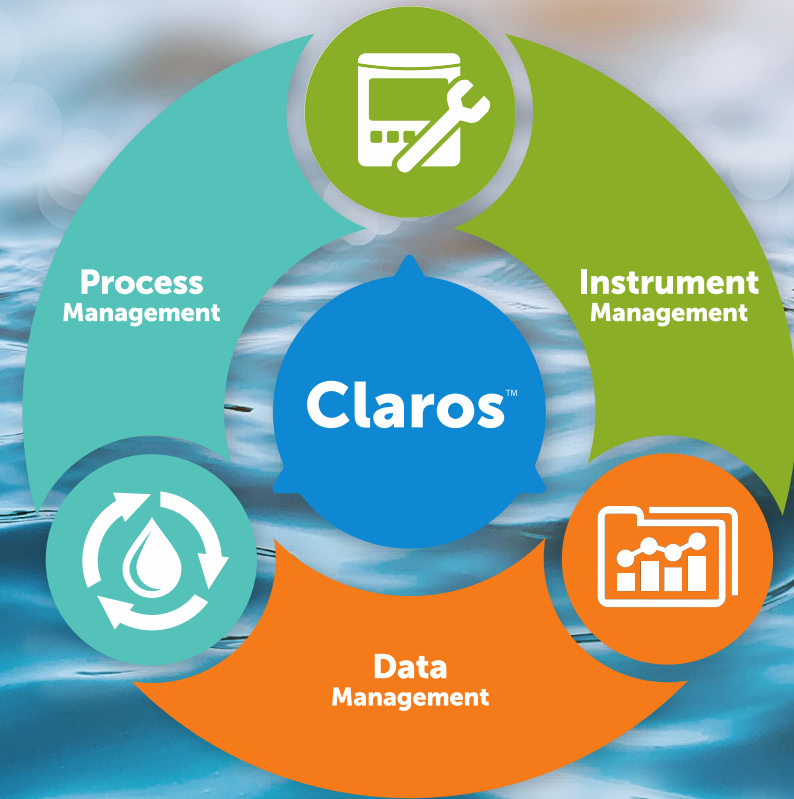 Process
Management
Instrument
Management
Claros™
Data
Management